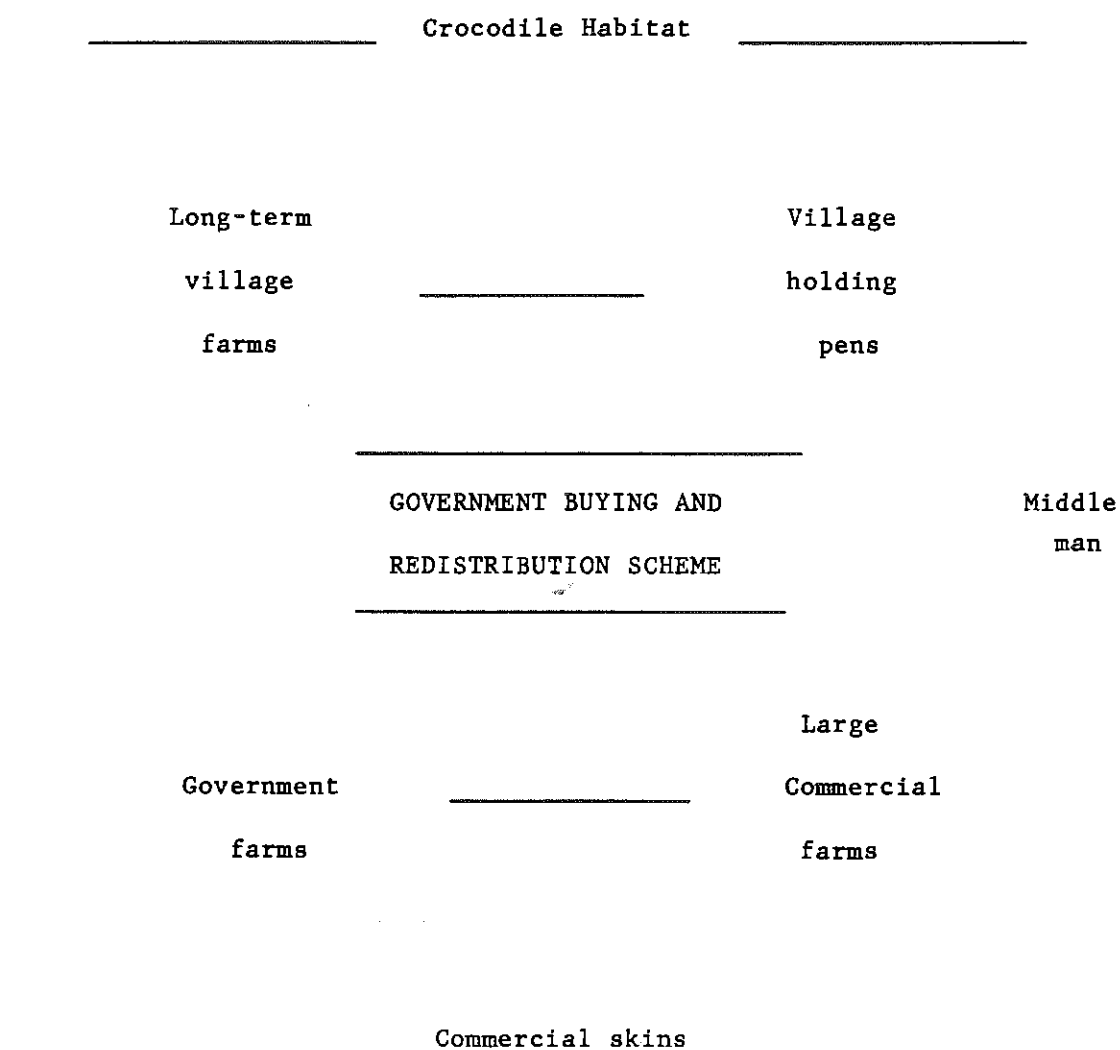 Crocodile Habitat
Long-term
village
farms
Village
holding
pens
GOVERNMENT BUYING AND
REDISTRIBUTION SCHEME
Middle
man
Government
farms
Large
Commercial
farms
Commercial skins